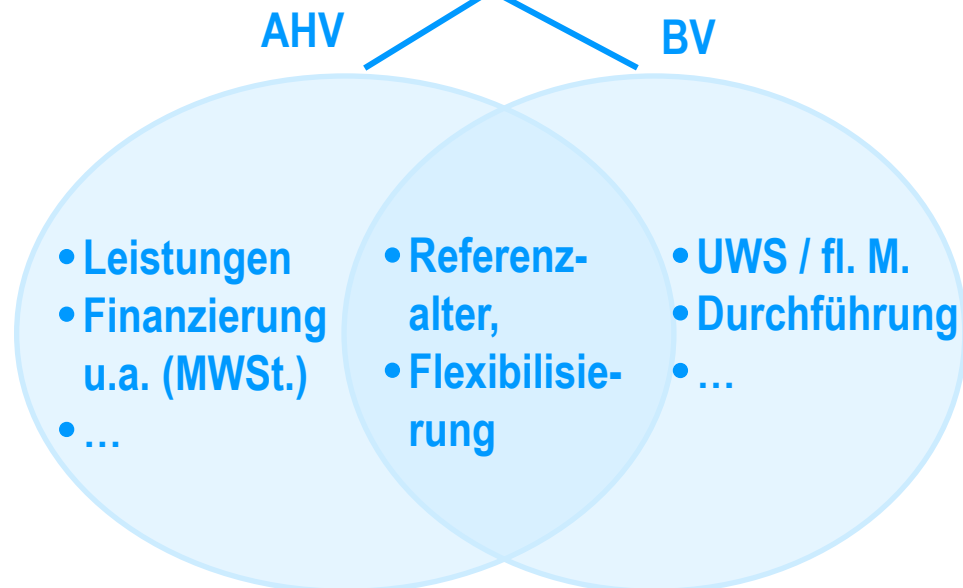 AHV
BV
• Leistungen
• Finanzierung
u.a. (MWSt.)
• …
• Referenz-
alter,
• Flexibilisie-
rung
• UWS / fl. M.
• Durchführung
• …